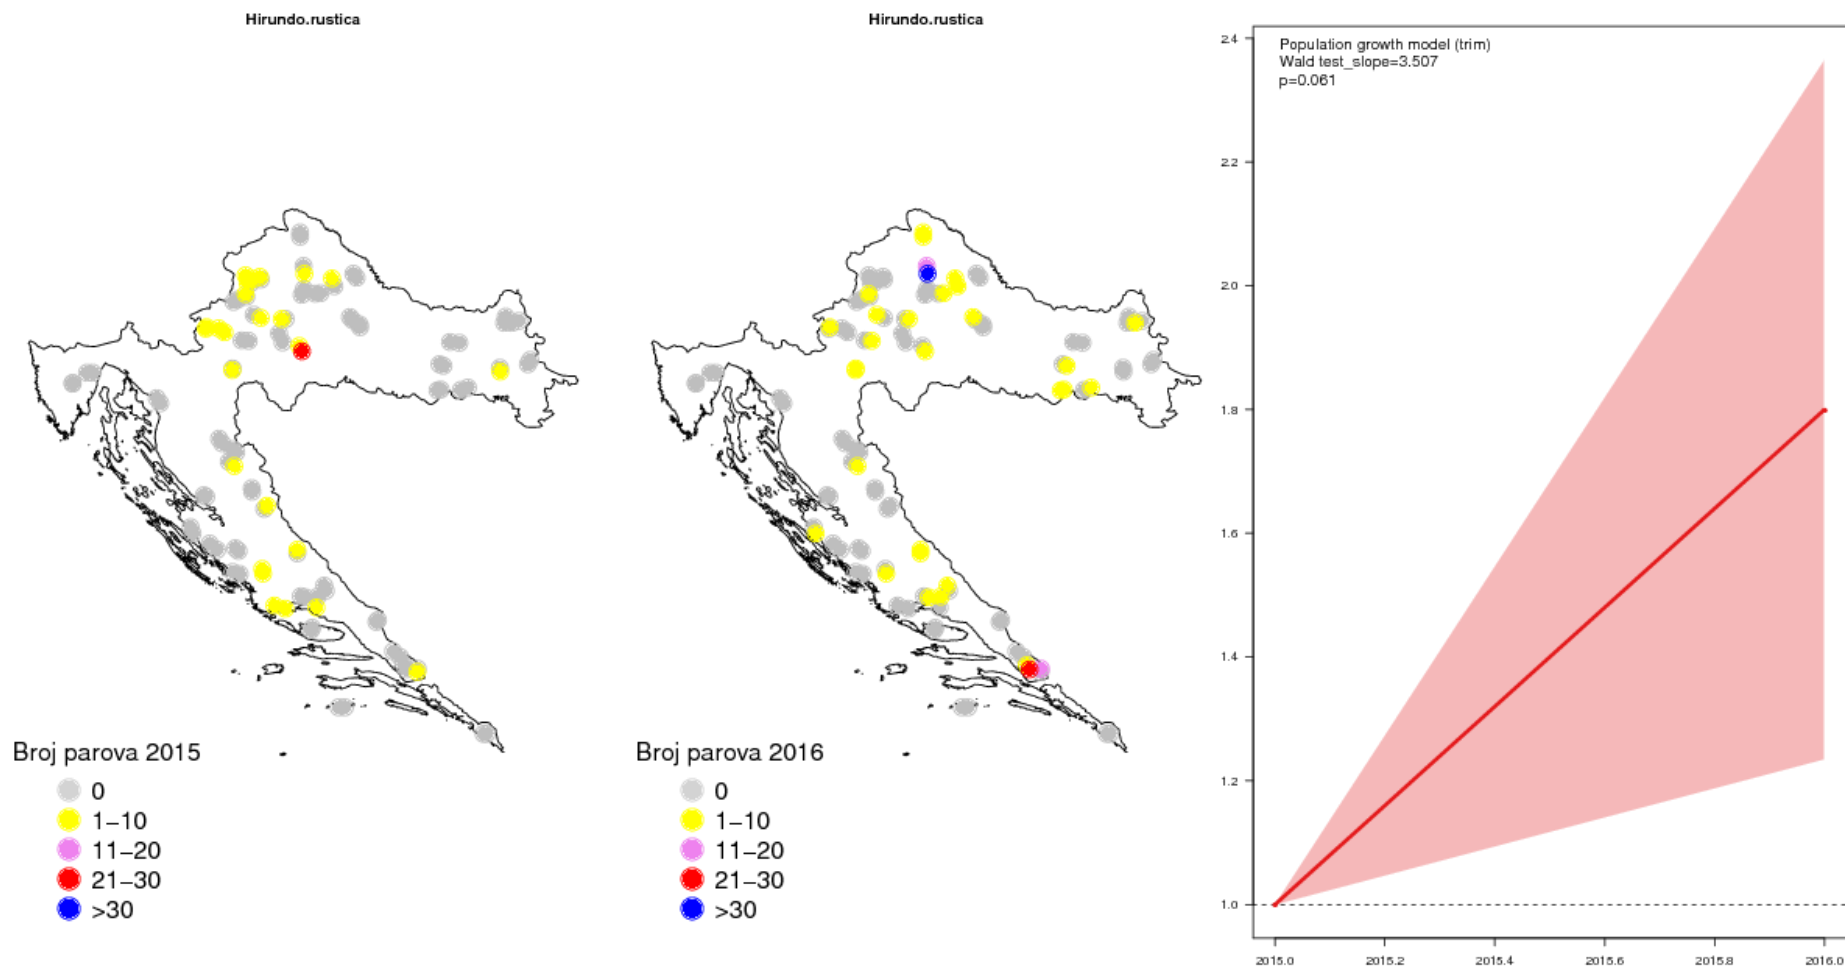 Hirundo.rustica
Broj parova 2015
0
1–10
11–20
21–30
>30
Hirundo.rustica
Broj parova 2016
0
1–10
11–20
21–30
>30
Population growth model (trim)
Wald test_slope=3.507
p=0.061
2.4
2.2
2.0
1.8
1.6
1.4
1.2
1.0
2015.0 2015.2 2015.4 2015.6 2015.8 2016.0